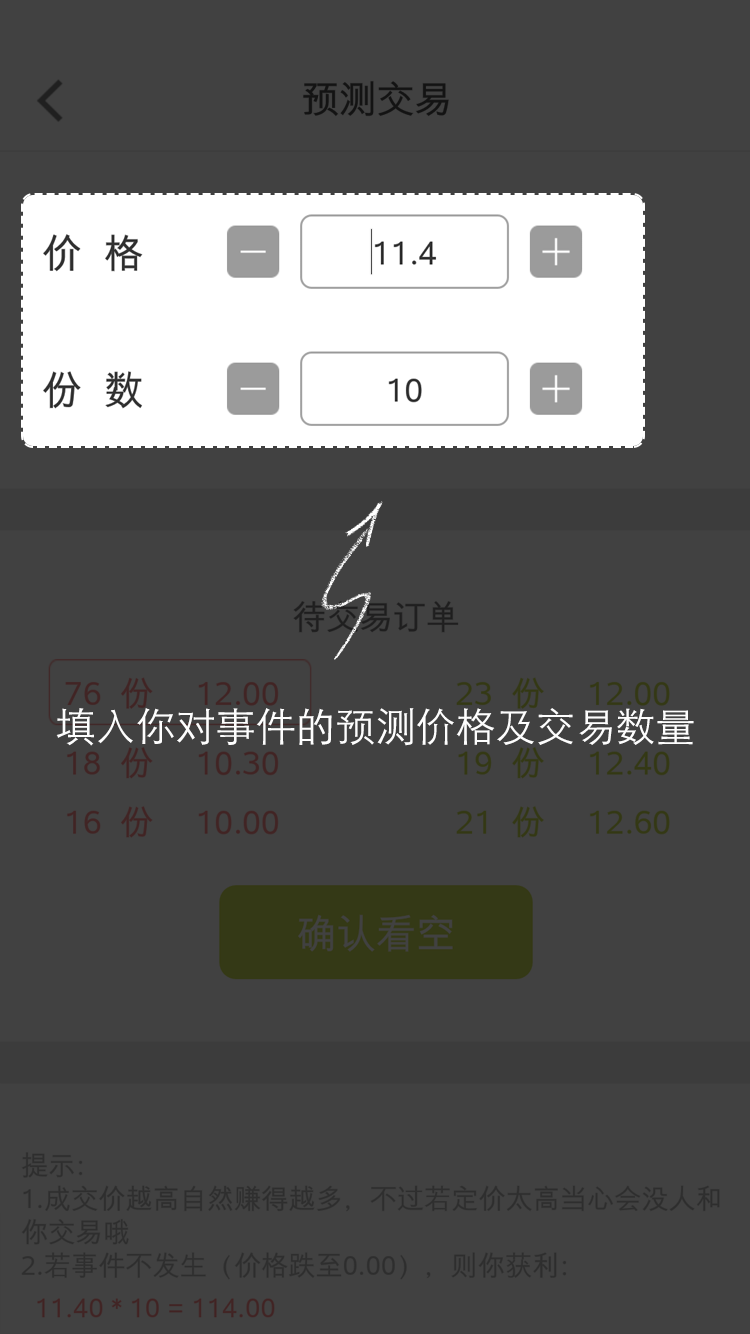 预测交易
价 格 11.4
份 数 10
待交易订单
76 份 12.00 23 份 12.00
填入你对事件的预测价格及交易数量
18 份 10.30 19 份 12.40
16 份 10.00 21 份 12.60
确认看空
提示:
1.成交价越高自然赚得越多，不过若定价太高当心会没人和
你交易哦
2.若事件不发生（价格跌至0.00），则你获利:
11.40 * 10 = 114.00